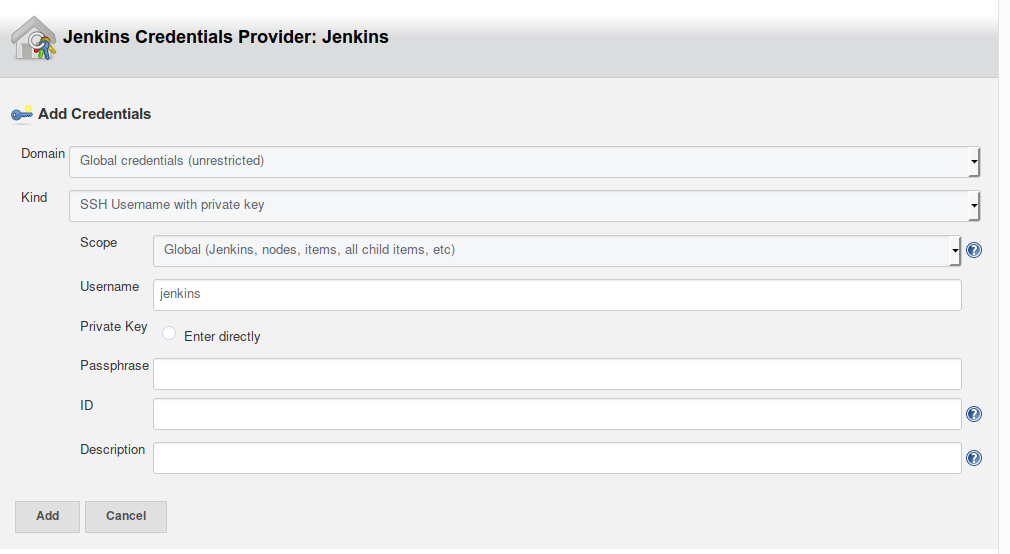 Jenkins Credentials Provider: Jenkins
Add Credentials
Domain
Global credentials (unrestricted)
Kind
SSH Username with private key
Scope
Global (Jenkins, nodes, items, all child items, etc)
?
Username
jenkins
Private Key
Enter directly
Passphrase
ID
?
Description
?
Add
Cancel